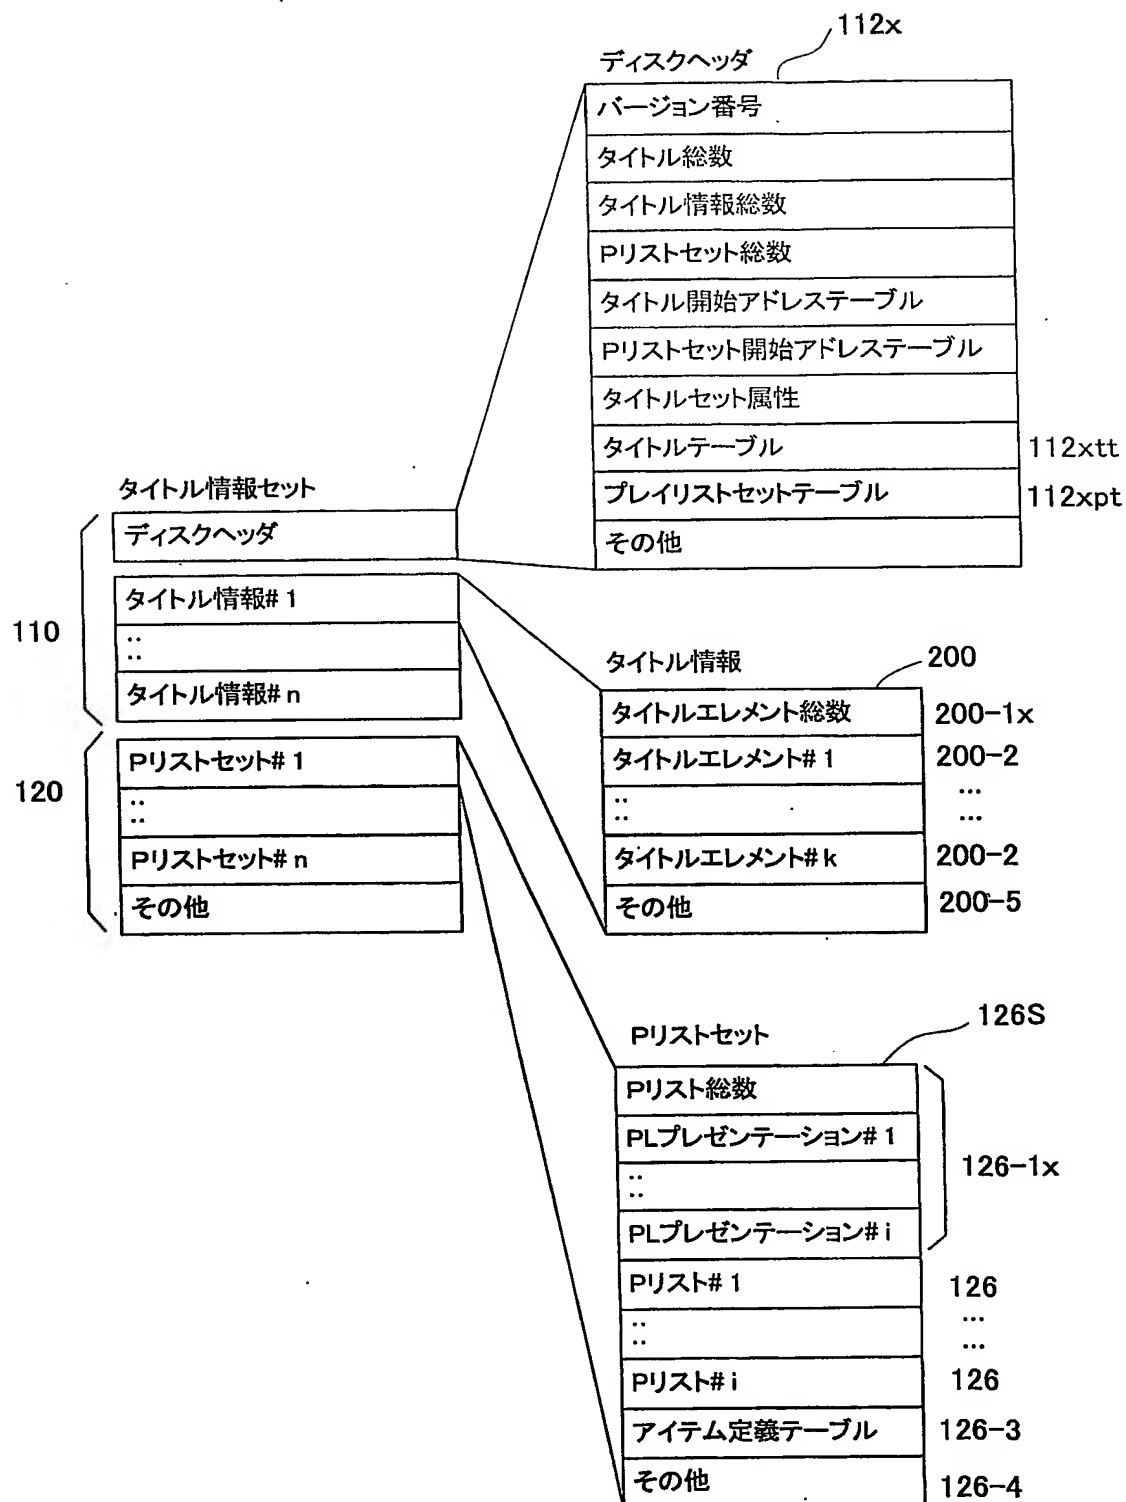 112x
ディスクヘッダ
バージョン番号
タイトル総数
タイトル情報総数
Pリストセット総数
タイトル開始アドレステーブル
Pリストセット開始アドレステーブル
タイトルセット属性
タイトルテーブル 112xtt
プレイリストセットテーブル 112xpt
その他
タイトル情報セット
ディスクヘッダ
110
タイトル情報#1
::
タイトル情報#n
120
Pリストセット#1
::
Pリストセット#n
その他
タイトル情報 200
タイトルエレメント総数 200-1x
タイトルエレメント#1 200-2
:: … …
タイトルエレメント#k 200-2
その他 200-5
Pリストセット 126S
Pリスト総数
PLプレゼンテーション#1
::
PLプレゼンテーション#i
126-1x
Pリスト#1 126
:: … …
Pリスト#i 126
アイテム定義テーブル 126-3
その他 126-4